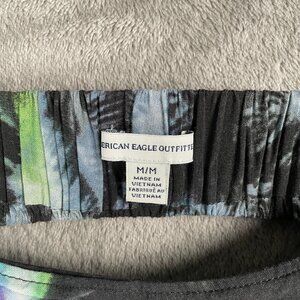 ERICAN EAGLE OUTFITTE
M/M
MADE IN
VIETNAM
FABRIQUÉ AU
VIETNAM